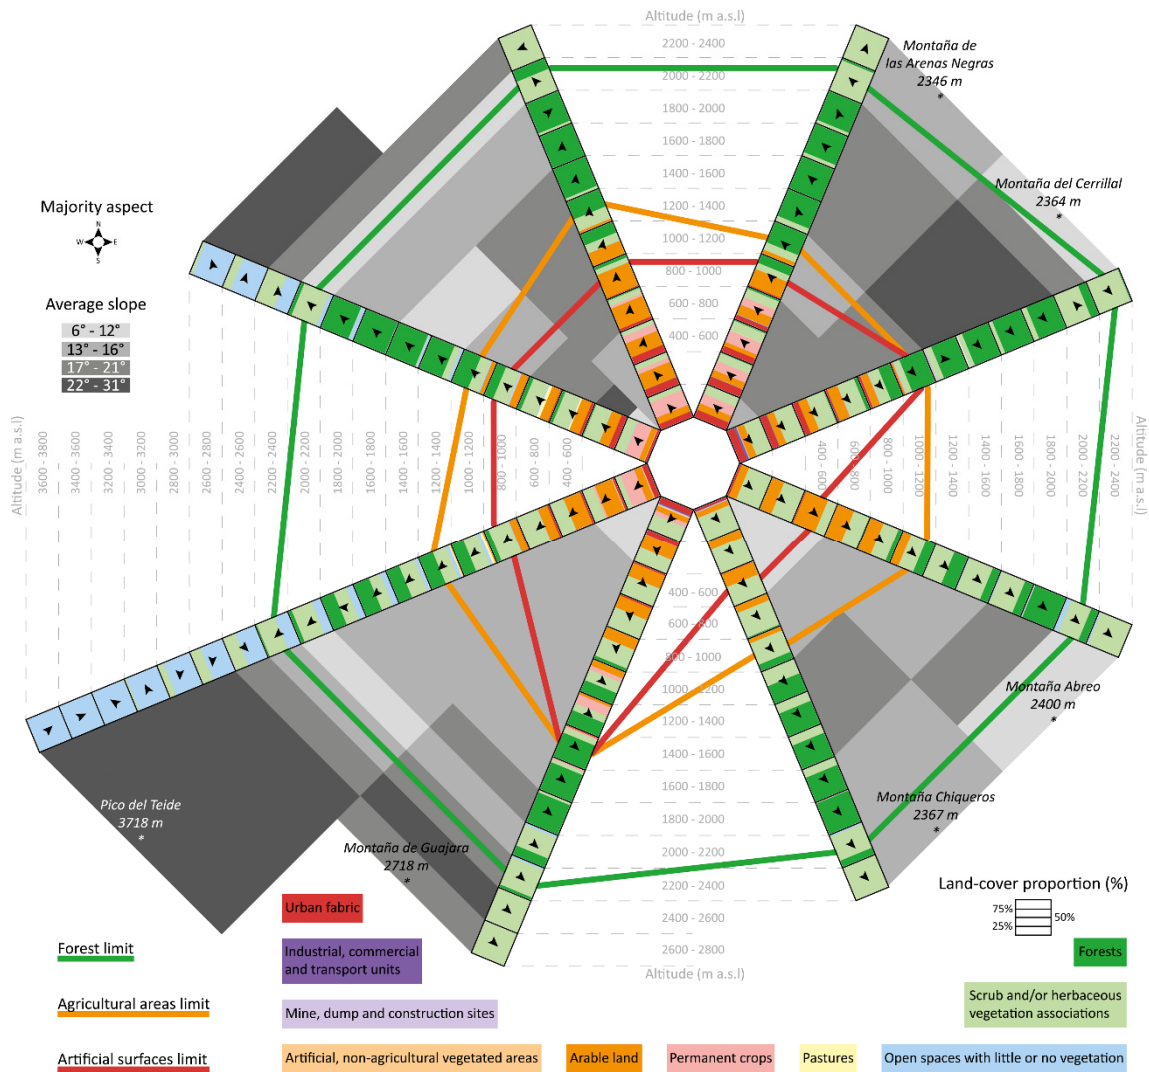 Altitude (m a.s.l)
2200 - 2400
2000 - 2200
1800 - 2000
1600 - 1800
1400 - 1600
1200 - 1400
1000 - 1200
800 - 1000
600 - 800
400 - 600
Montaña de
las Arenas Negras
2346 m
*
Montaña del Cerrillal
2364 m
*
Majority aspect
N
W E
S
Average slope
6° - 12°
13° - 16°
17° - 21°
22° - 31°
Altitude (m a.s.l)
3600 - 3800
3400 - 3600
3200 - 3400
3000 - 3200
2800 - 3000
2600 - 2800
2400 - 2600
2200 - 2400
2000 - 2200
1800 - 2000
1600 - 1800
1400 - 1600
1200 - 1400
1000 - 1200
800 - 1000
600 - 800
400 - 600
400 - 600
600 - 800
800 - 1000
1000 - 1200
1200 - 1400
1400 - 1600
1600 - 1800
1800 - 2000
2000 - 2200
2200 - 2400
Altitude (m a.s.l)
400 - 600
600 - 800
800 - 1000
1000 - 1200
1200 - 1400
1400 - 1600
1600 - 1800
1800 - 2000
2000 - 2200
2200 - 2400
2400 - 2600
2600 - 2800
Altitude (m a.s.l)
Montaña Abreo
2400 m
*
Montaña Chiqueros
2367 m
*
Pico del Teide
3718 m
*
Montaña de Guajara
2718 m
*
Land-cover proportion (%)
75%
50%
25%
Forest limit
Agricultural areas limit
Artificial surfaces limit
Urban fabric
Industrial, commercial
and transport units
Mine, dump and construction sites
Artificial, non-agricultural vegetated areas
Arable land
Permanent crops
Pastures
Open spaces with little or no vegetation
Forests
Scrub and/or herbaceous
vegetation associations